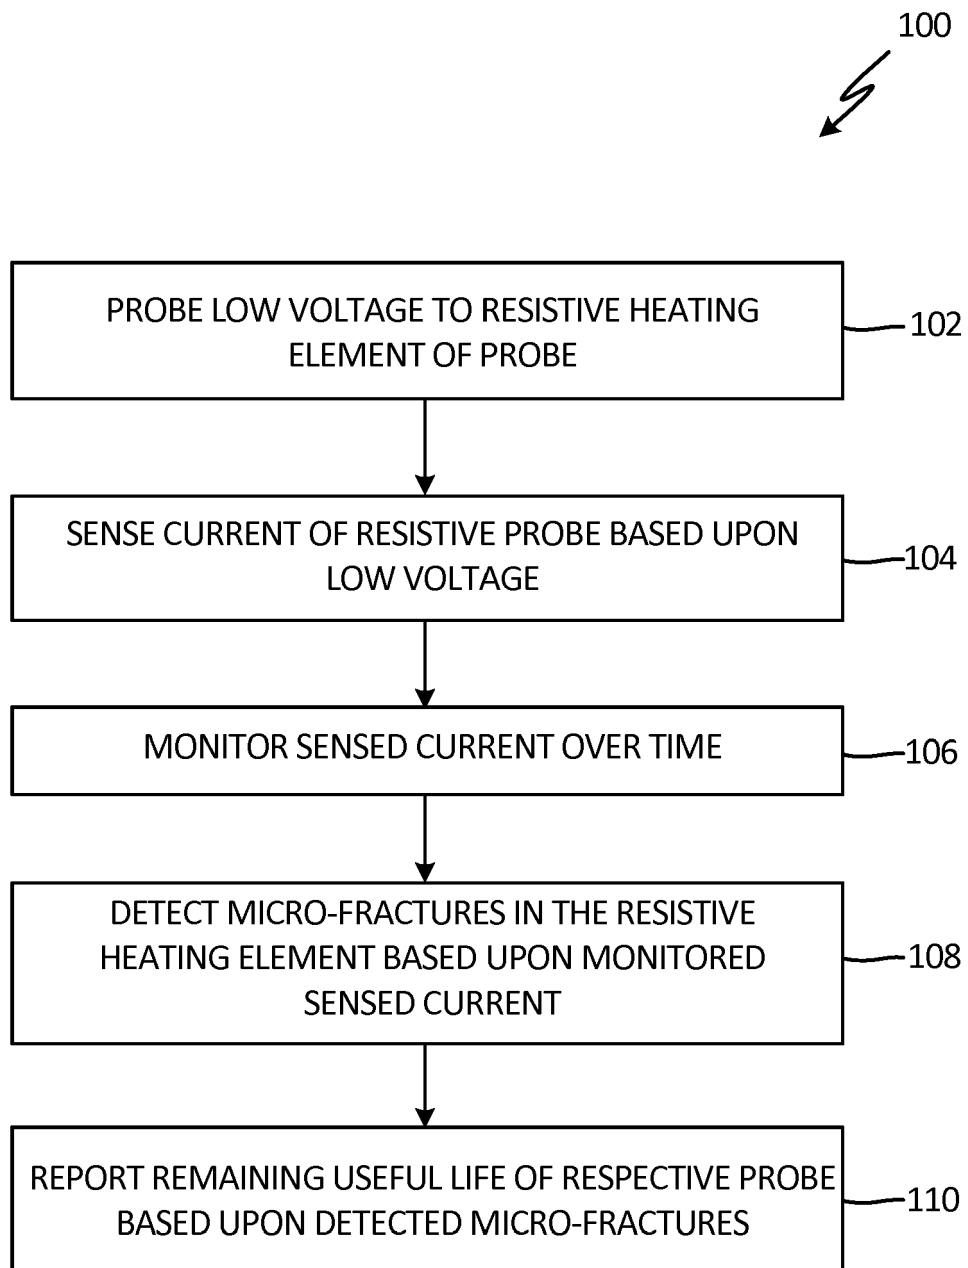 100
PROBE LOW VOLTAGE TO RESISTIVE HEATING
ELEMENT OF PROBE
102
SENSE CURRENT OF RESISTIVE PROBE BASED UPON
LOW VOLTAGE
104
MONITOR SENSED CURRENT OVER TIME
106
DETECT MICRO-FRACTURES IN THE RESISTIVE
HEATING ELEMENT BASED UPON MONITORED
SENSED CURRENT
108
REPORT REMAINING USEFUL LIFE OF RESPECTIVE PROBE
BASED UPON DETECTED MICRO-FRACTURES
110